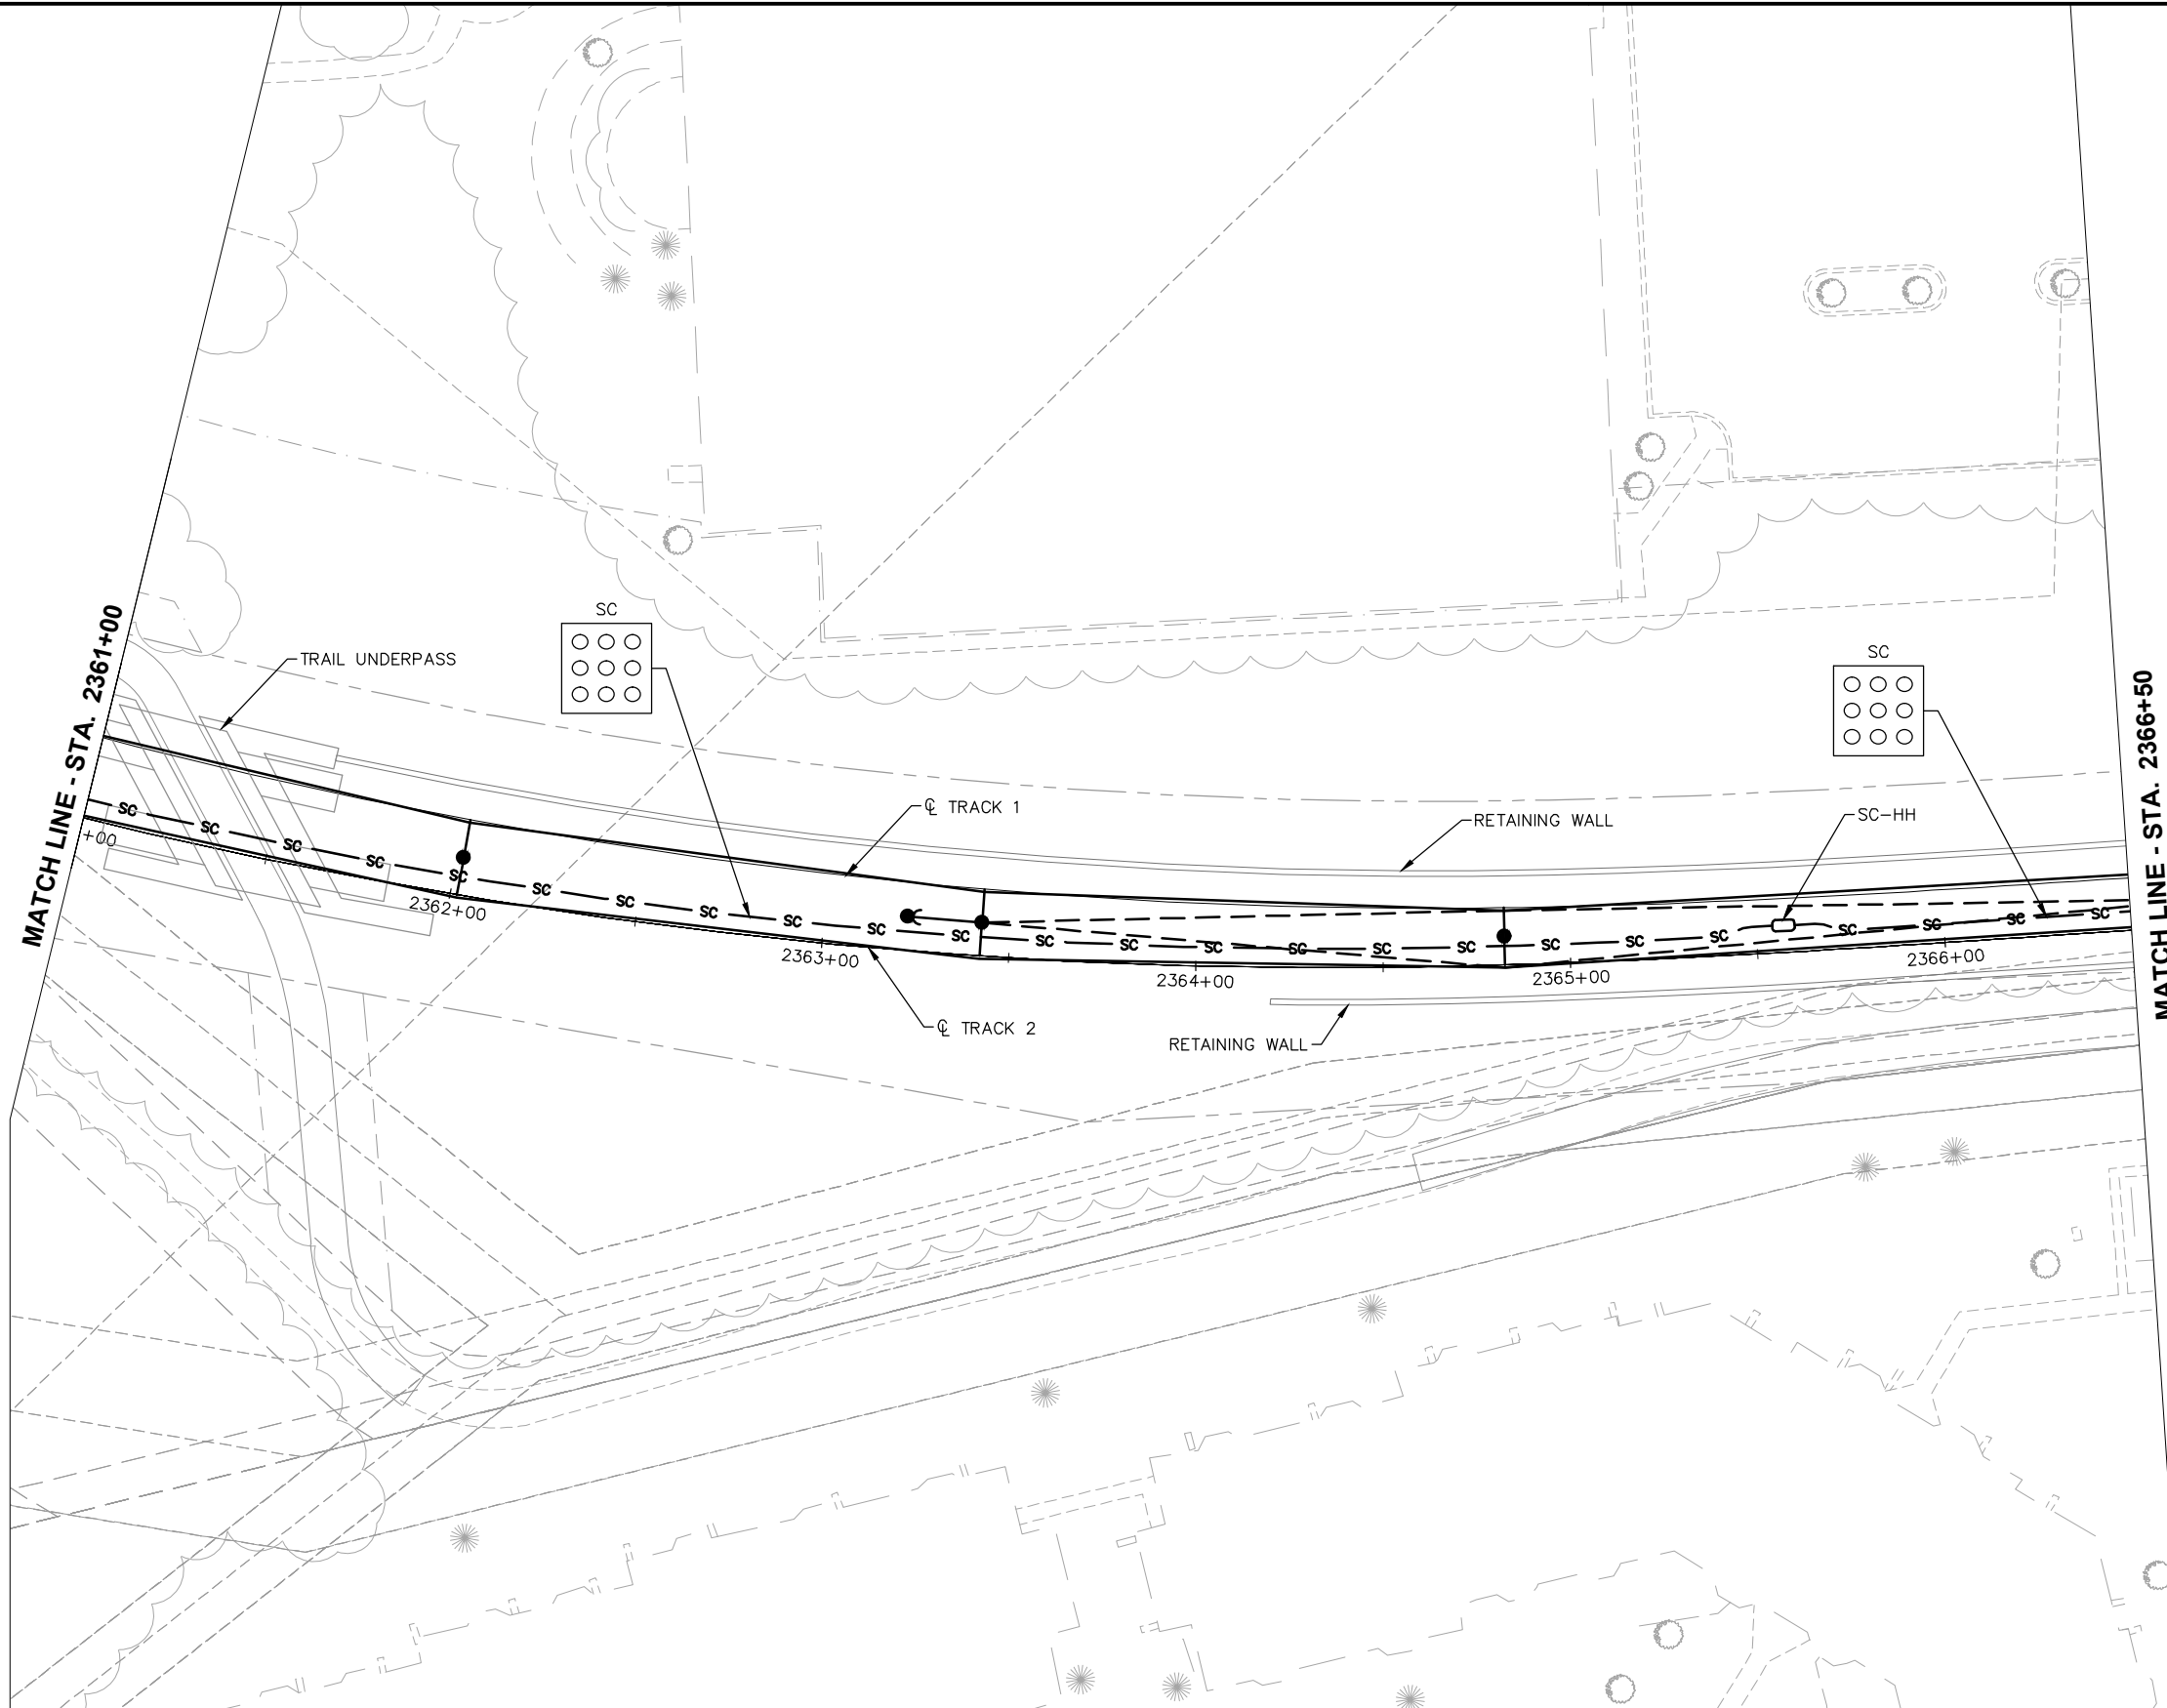 SC
SC
TRAIL UNDERPASS
MATCH LINE - STA. 2361+00
MATCH LINE - STA. 2366+50
℄ TRACK 1
RETAINING WALL
SC-HH
+00
SC SC SC SC SC SC SC SC SC SC SC SC SC SC SC SC SC SC SC SC SC SC SC SC SC
2362+00
2363+00
2364+00
2365+00
2366+00
℄ TRACK 2
RETAINING WALL